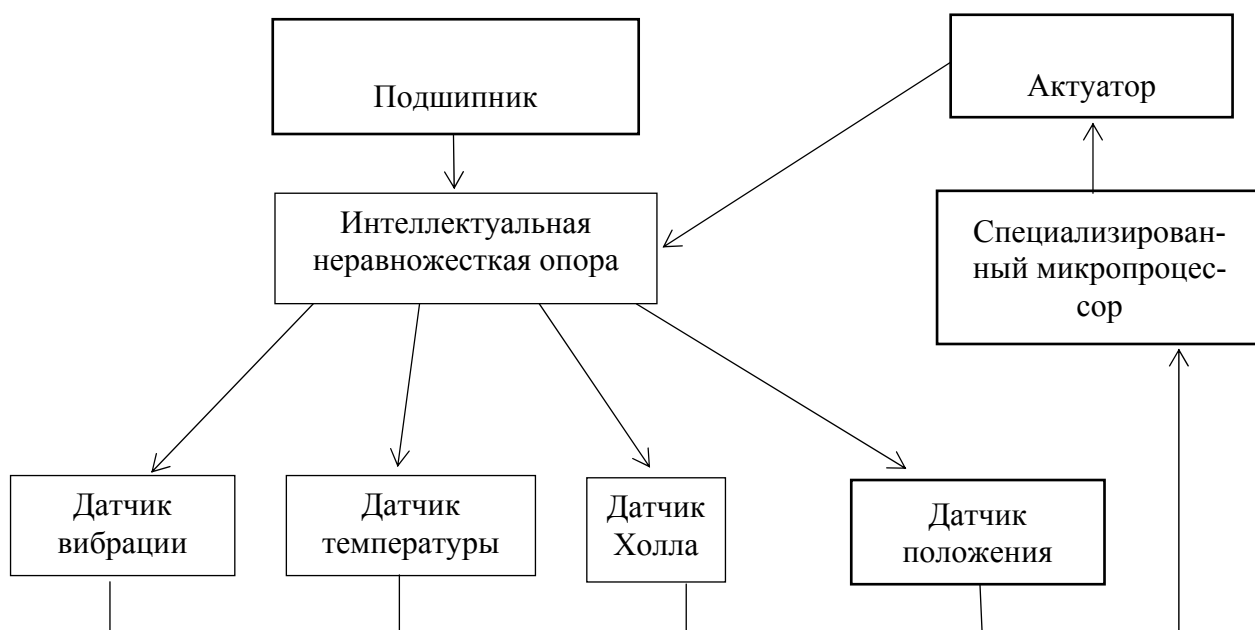 Подшипник
Актуатор
Интеллектуальная
неравножесткая опора
Специализирован-
ный микропроцес-
сор
Датчик
вибрации
Датчик
температуры
Датчик
Холла
Датчик
положения